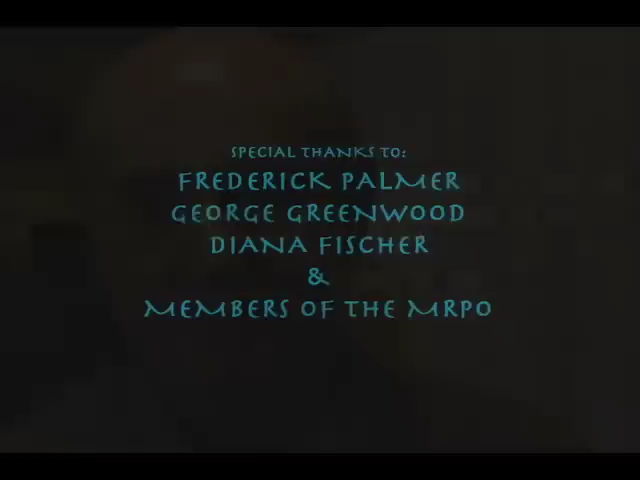 SPECIAL THANKS TO:
FREDERICK PALMER
GEORGE GREENWOOD
DIANA FISCHER
&
MEMBERS OF THE MRPO